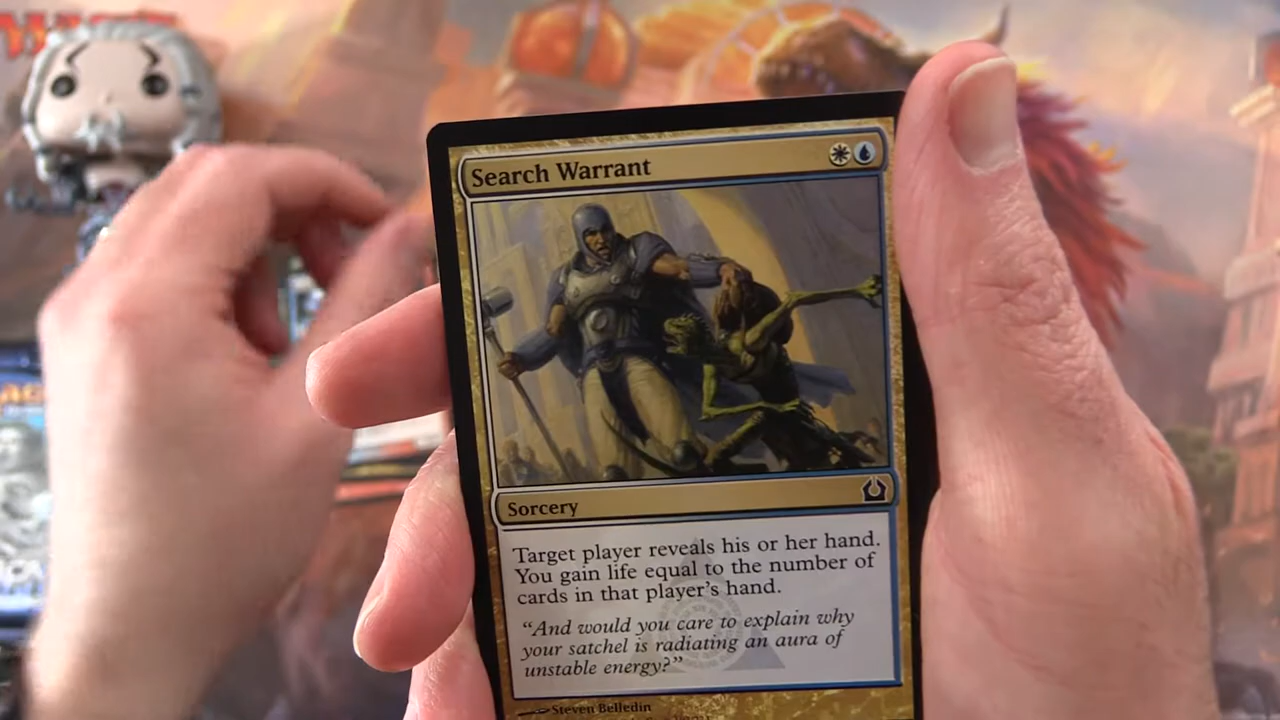 Search Warrant
Sorcery
Target player reveals his or her hand.
You gain life equal to the number of
cards in that player's hand.
"And would you care to explain why
your satchel is radiating an aura of
unstable energy?"
Steven Belledin